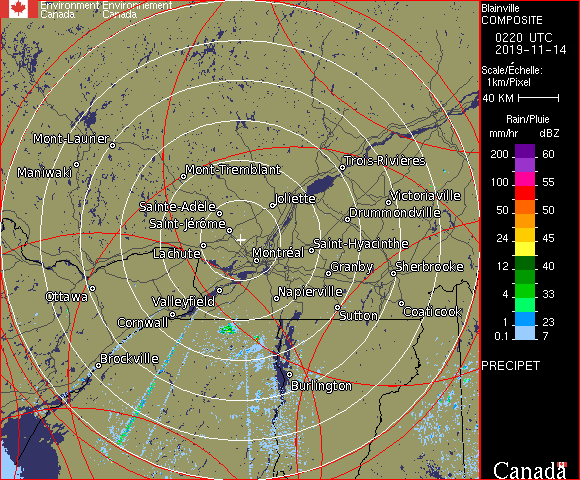 Environment Environnement
Canada Canada
Blainville
COMPOSITE
0220 UTC
2019-11-14
Scale/Échelle:
1km/Pixel
40 KM
Rain/Pluie
mm/hr dBZ
200 60
100 55
50 50
24 45
12 40
4 33
1 23
0.1 7
PRECIPET
Mont-Laurier
Maniwaki
Mont-Tremblant
Trois-Rivières
Sainte-Adèle
Joliette
Victoriaville
Drummondville
Saint-Jérôme
Lachute
Montréal
Saint-Hyacinthe
Granby
Sherbrooke
Ottawa
Valleyfield
Napierville
Cornwall
Sutton
Coaticook
Brockville
Burlington
Canada